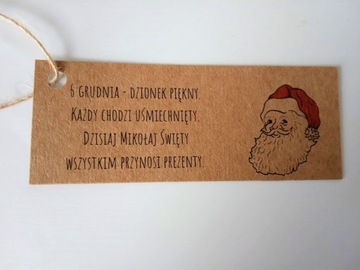 6 GRUDNIA - DZIONEK PIĘKNY.
KAŻDY CHODZI UŚMIECHNIĘTY.
DZISIAJ MIKOŁAJ ŚWIĘTY
WSZYSTKIM PRZYNOSI PREZENTY.